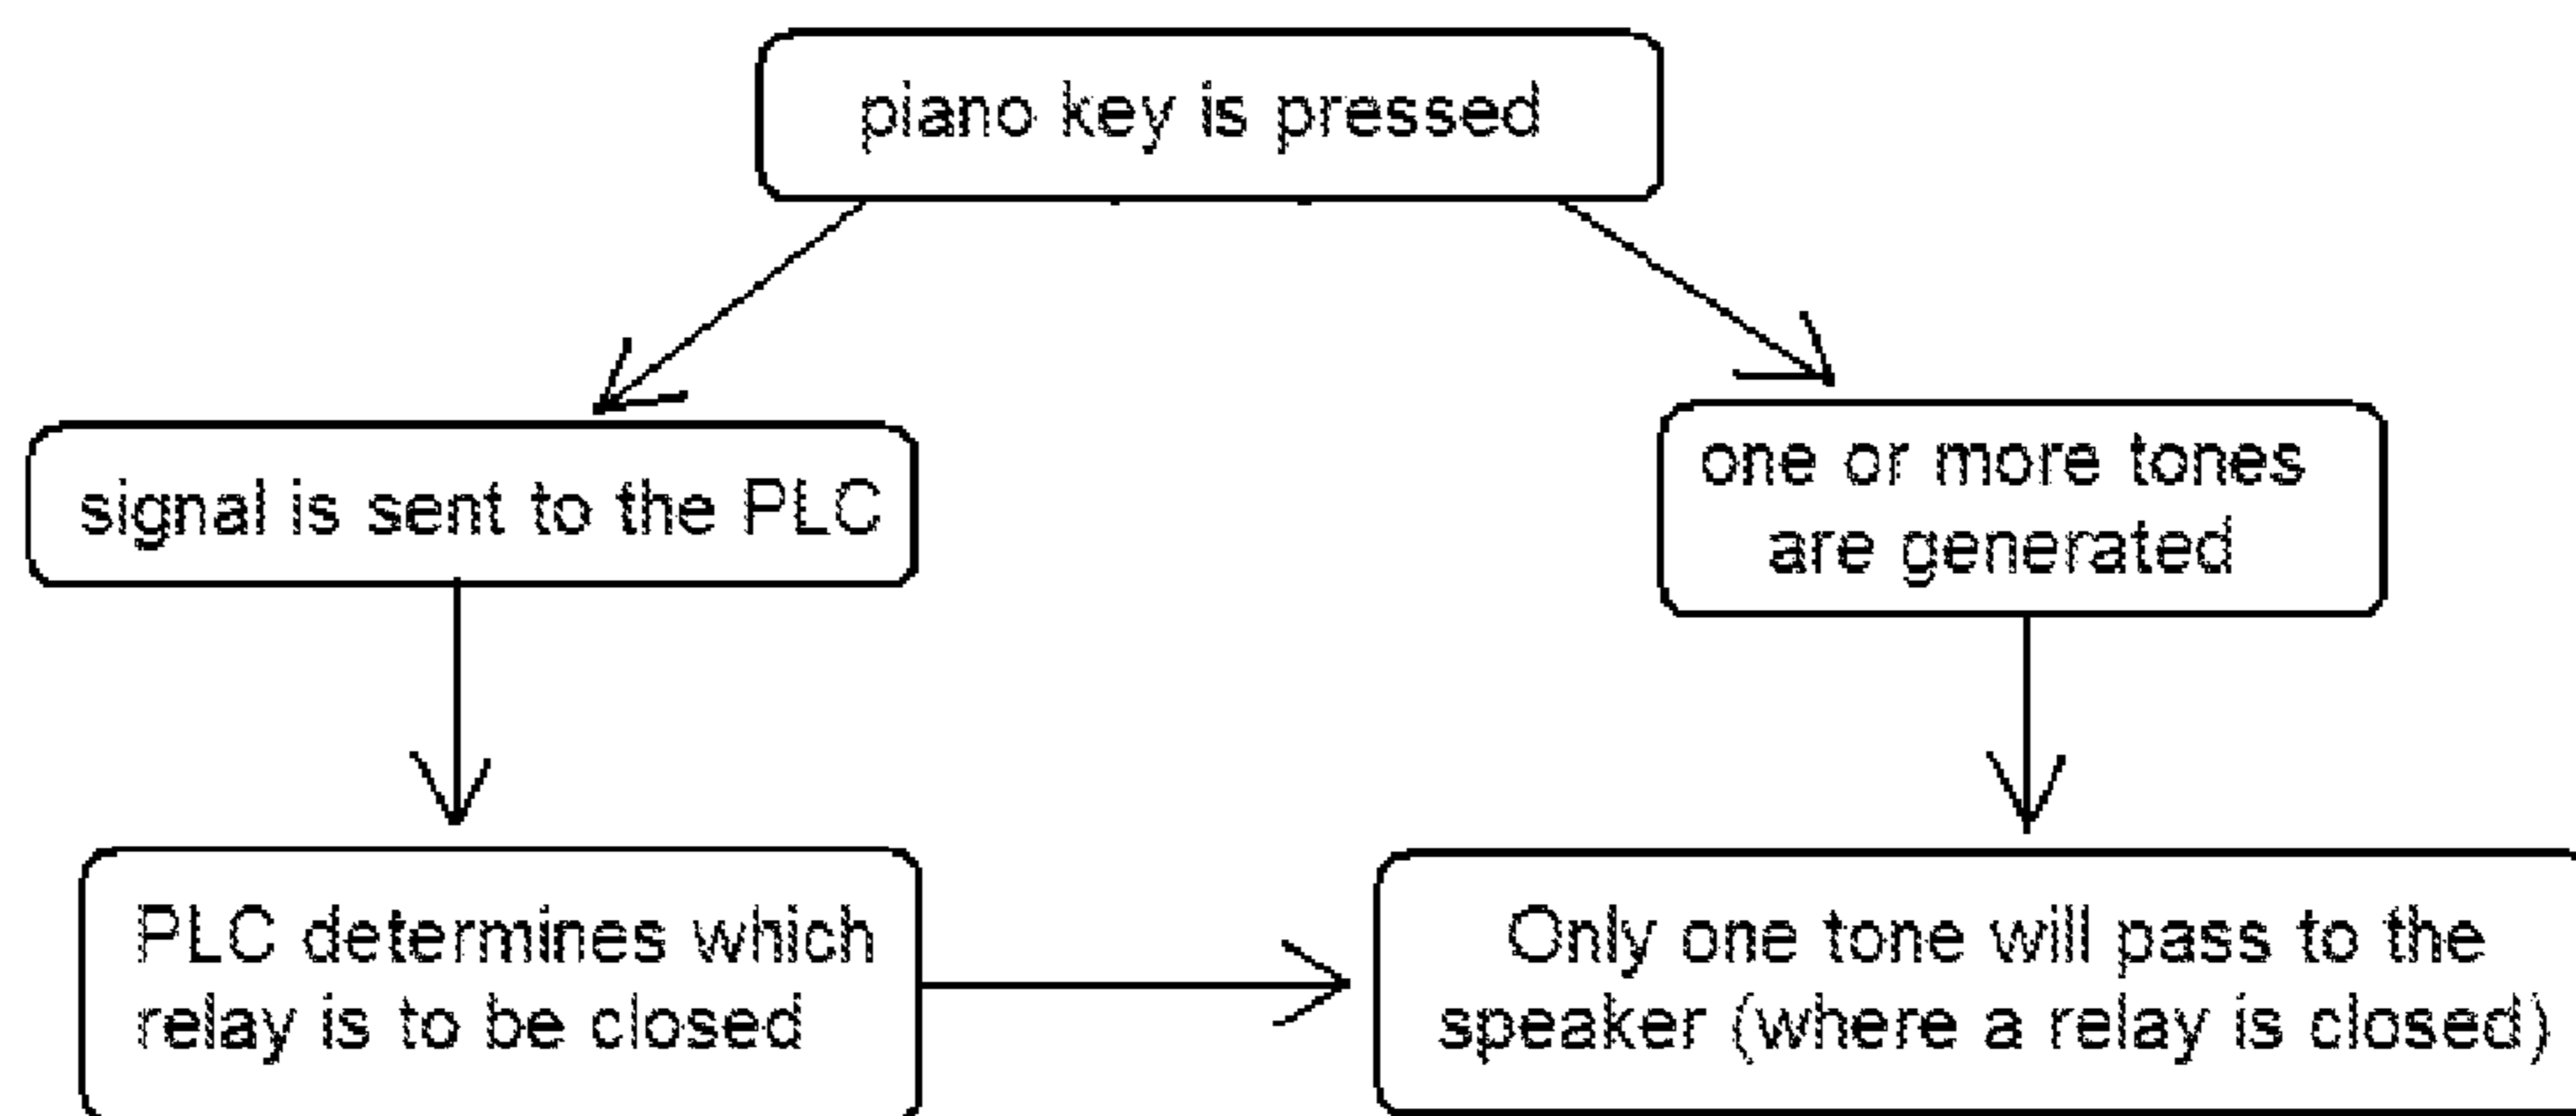 piano key is pressed
signal is sent to the PLC
one or more tones
are generated
PLC determines which
relay is to be closed
Only one tone will pass to the
speaker (where a relay is closed)